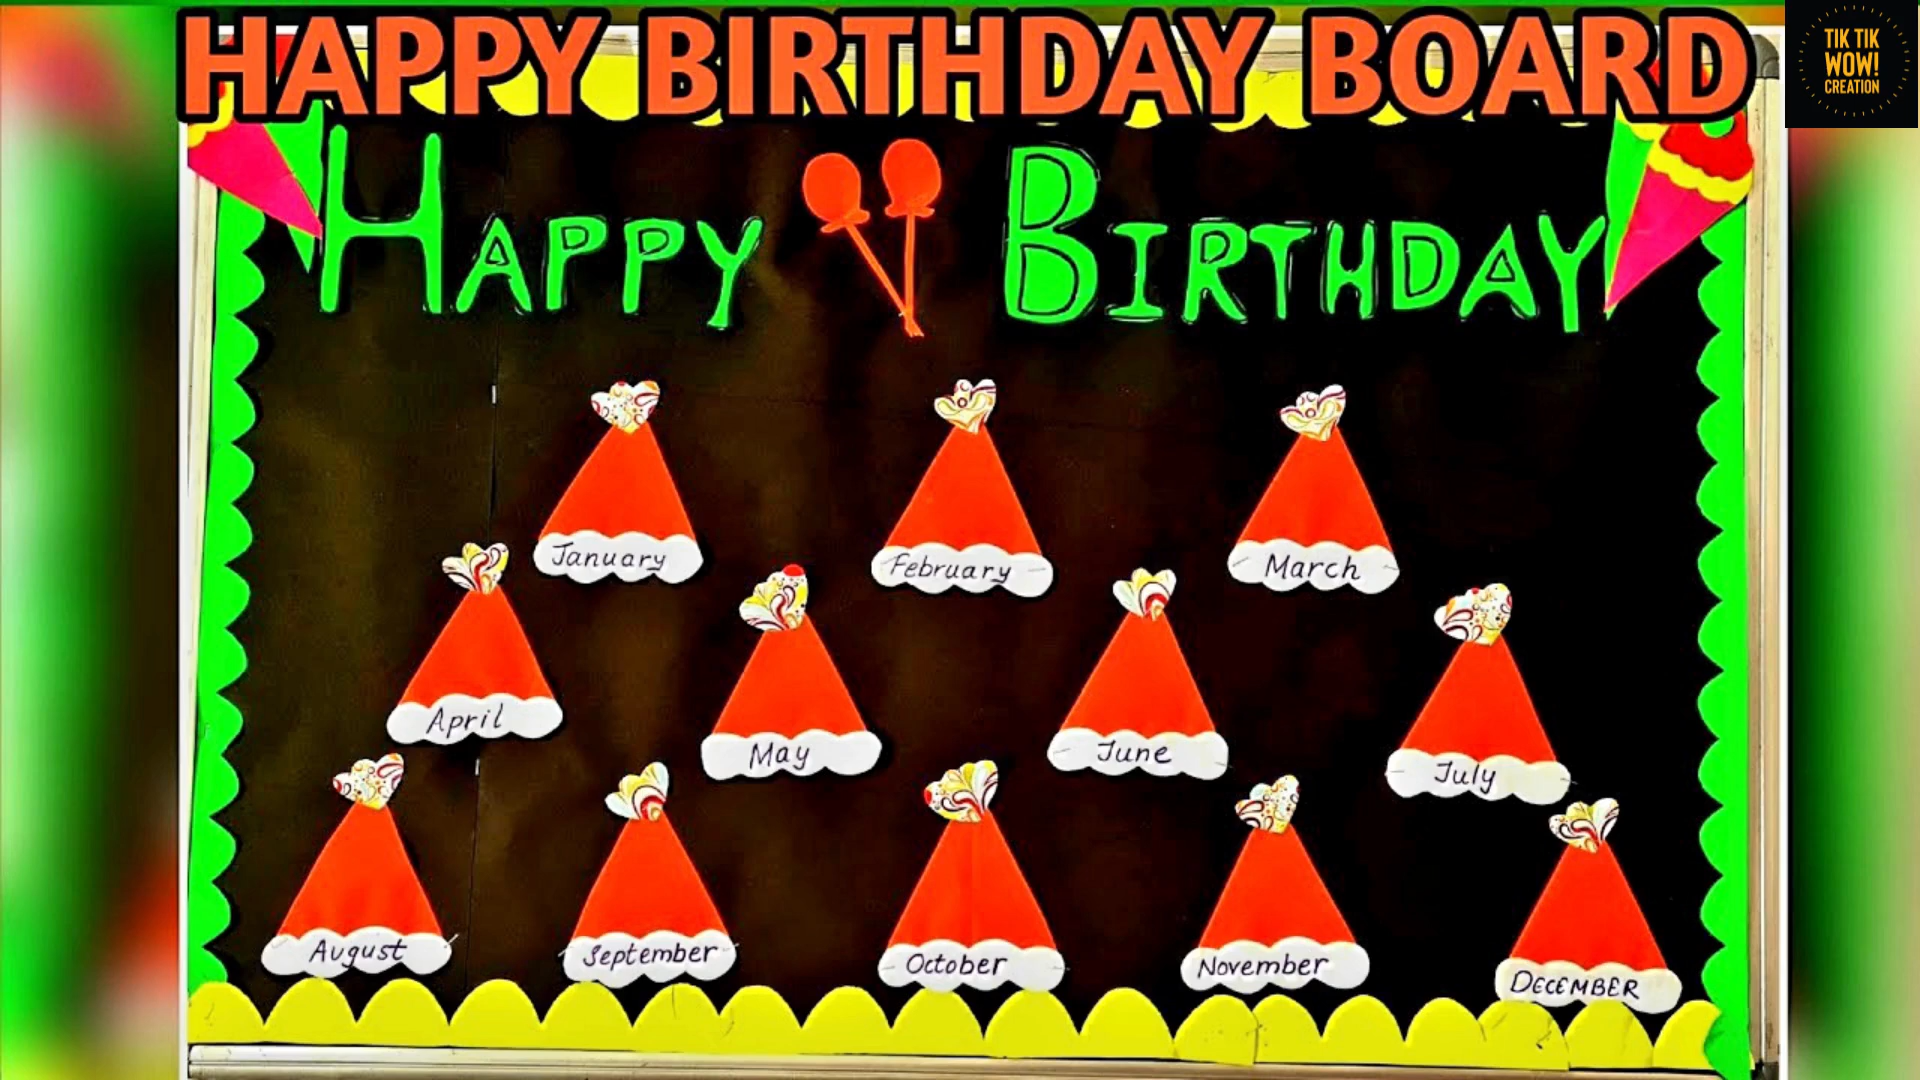 HAPPY BIRTHDAY BOARD
TIK TIK
WOW!
CREATION
HAPPY BIRTHDAY
January
February
March
April
May
June
July
August
September
October
November
DECEMBER